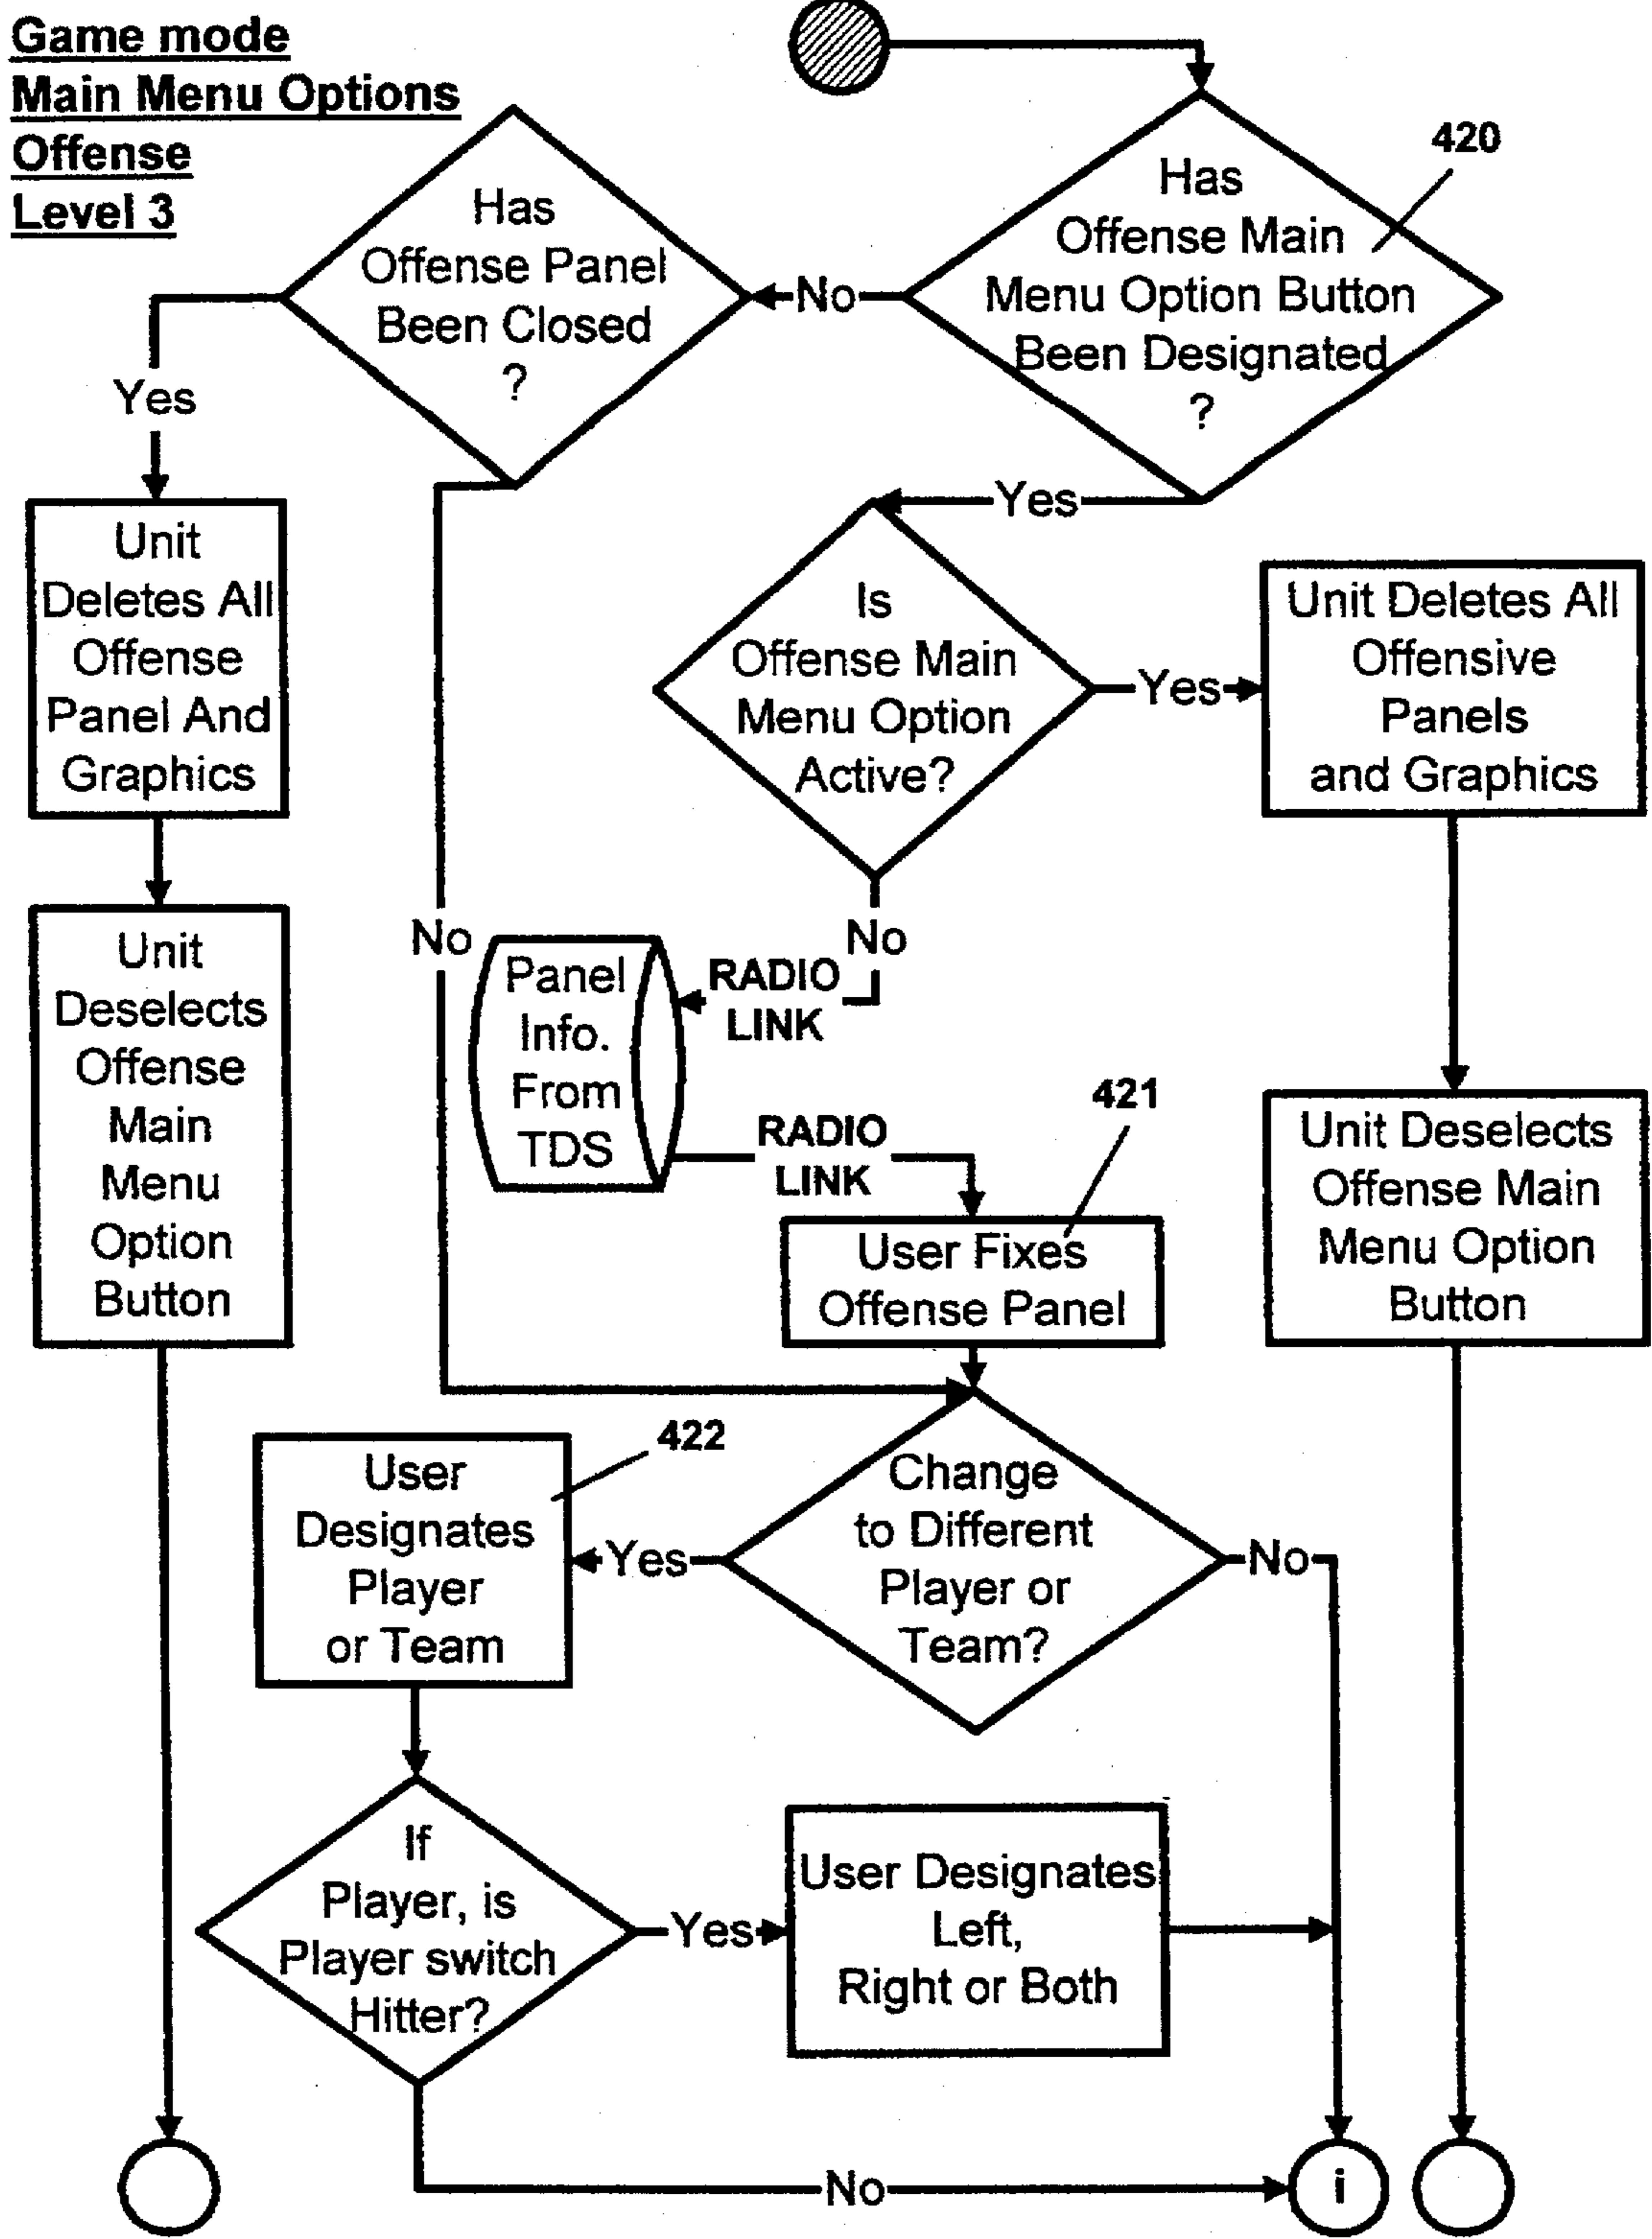 Game mode
Main Menu Options
Offense
Level 3
420
Has
Offense Main
Menu Option Button
Been Designated
?
No
Has
Offense Panel
Been Closed
?
Yes
Yes
Unit
Deletes All
Offense
Panel And
Graphics
Is
Offense Main
Menu Option
Active?
Yes
Unit Deletes All
Offensive
Panels
and Graphics
No
No
Unit
Deselects
Offense
Main
Menu
Option
Button
Panel
Info.
From
TDS
RADIO
LINK
RADIO
LINK
421
User Fixes
Offense Panel
Unit Deselects
Offense Main
Menu Option
Button
422
User
Designates
Player
or Team
Yes
Change
to Different
Player or
Team?
No
If
Player, is
Player switch
Hitter?
Yes
User Designates
Left,
Right or Both
No
i